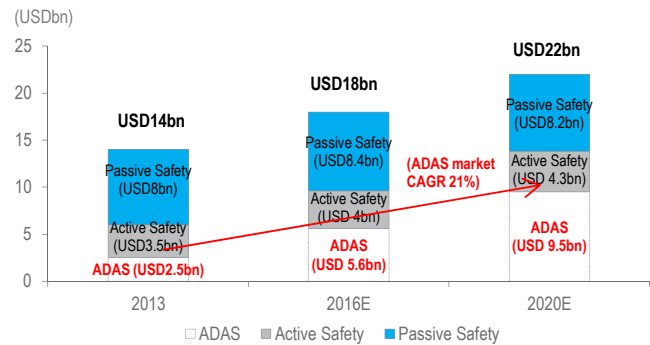 (USDbn)
25
20
15
10
5
0
USD14bn
Passive Safety
(USD8bn)
Active Safety
(USD3.5bn)
ADAS (USD2.5bn)
USD18bn
Passive Safety
(USD8.4bn)
Active Safety
(USD 4bn)
ADAS
(USD 5.6bn)
(ADAS market
CAGR 21%)
USD22bn
Passive Safety
(USD8.2bn)
Active Safety
(USD 4.3bn)
ADAS
(USD 9.5bn)
2013
2016E
2020E
ADAS
Active Safety
Passive Safety